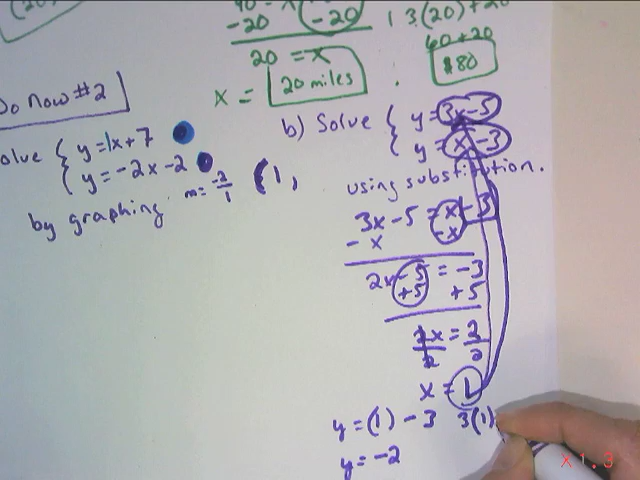 -20 -20
20 = x
x = 20 miles
3(20) + 20
60 + 20
$80
Do Now #2
olve { y = 1x + 7
y = -2x - 2
by graphing m = -2/1 (1,
b) Solve { y = 3x - 5
y = x - 3
using substitution.
3x - 5 = x - 3
- x -x
2x - 5 = -3
+5 +5
2x = 2
2 2
x = 1
y = (1) - 3 3(1)
y = -2
x1.3